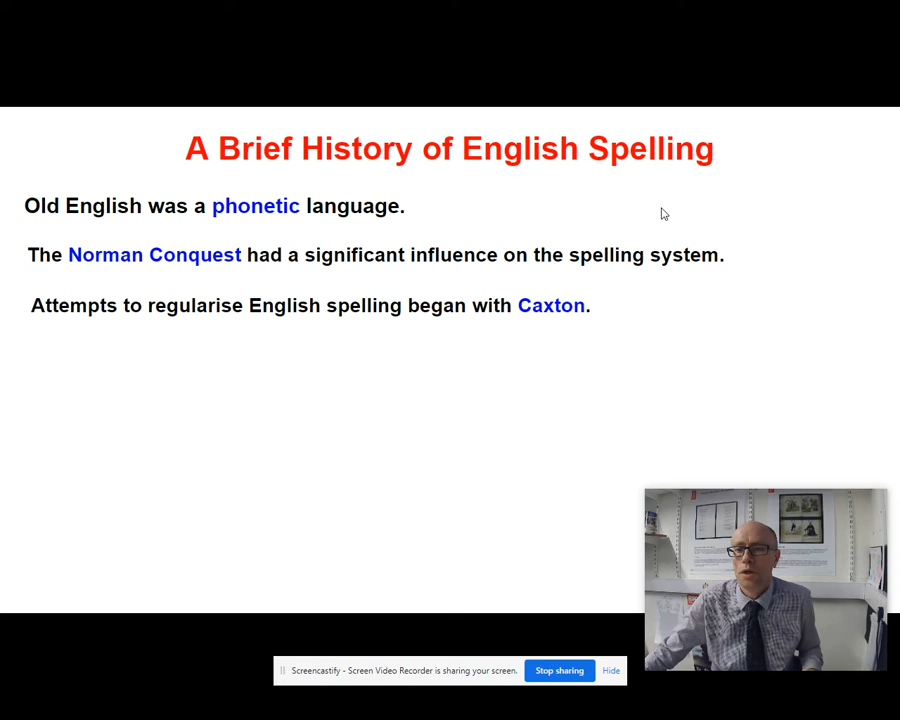 A Brief History of English Spelling
Old English was a phonetic language.
The Norman Conquest had a significant influence on the spelling system.
Attempts to regularise English spelling began with Caxton.
Screencastify - Screen Video Recorder is sharing your screen.
Stop sharing
Hide